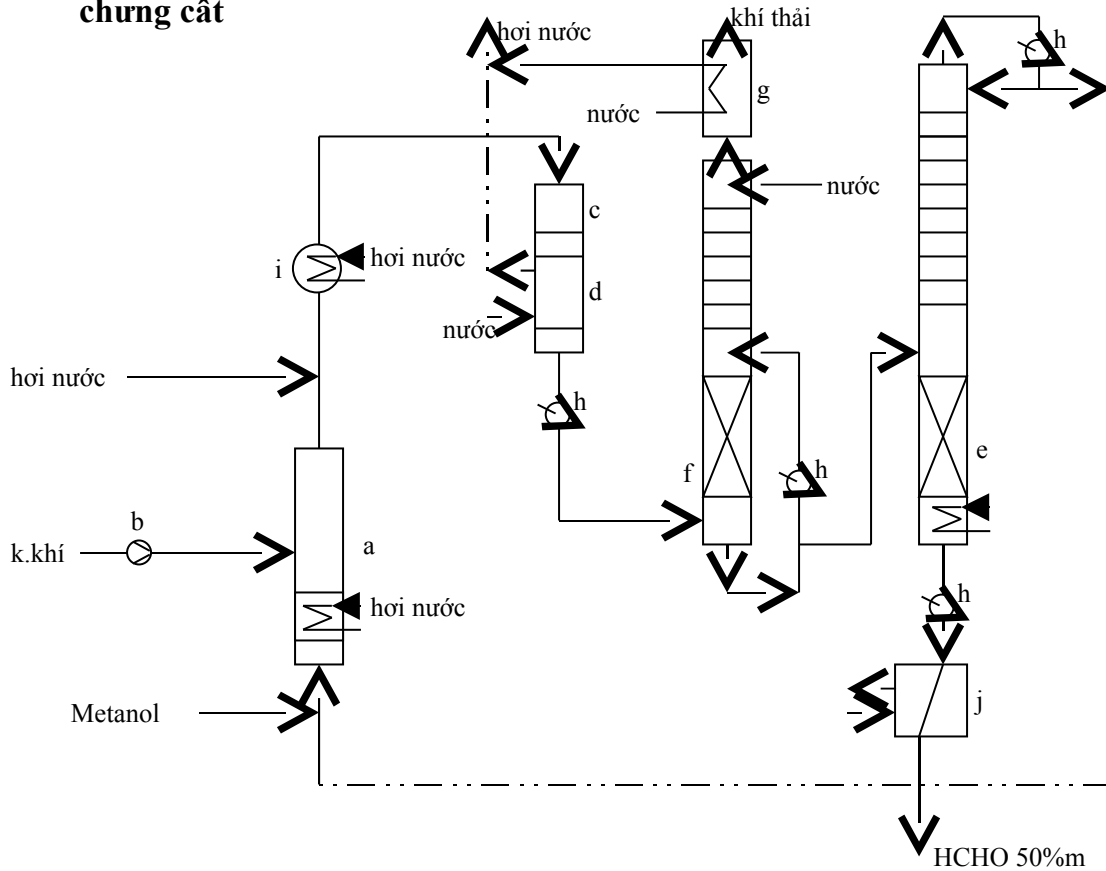 chưng cất
hơi nước
khí thải
h
g
nước
nước
c
i
hơi nước
d
nước
hơi nước
h
f
h
e
b
k.khí
a
hơi nước
h
Metanol
j
HCHO 50%m